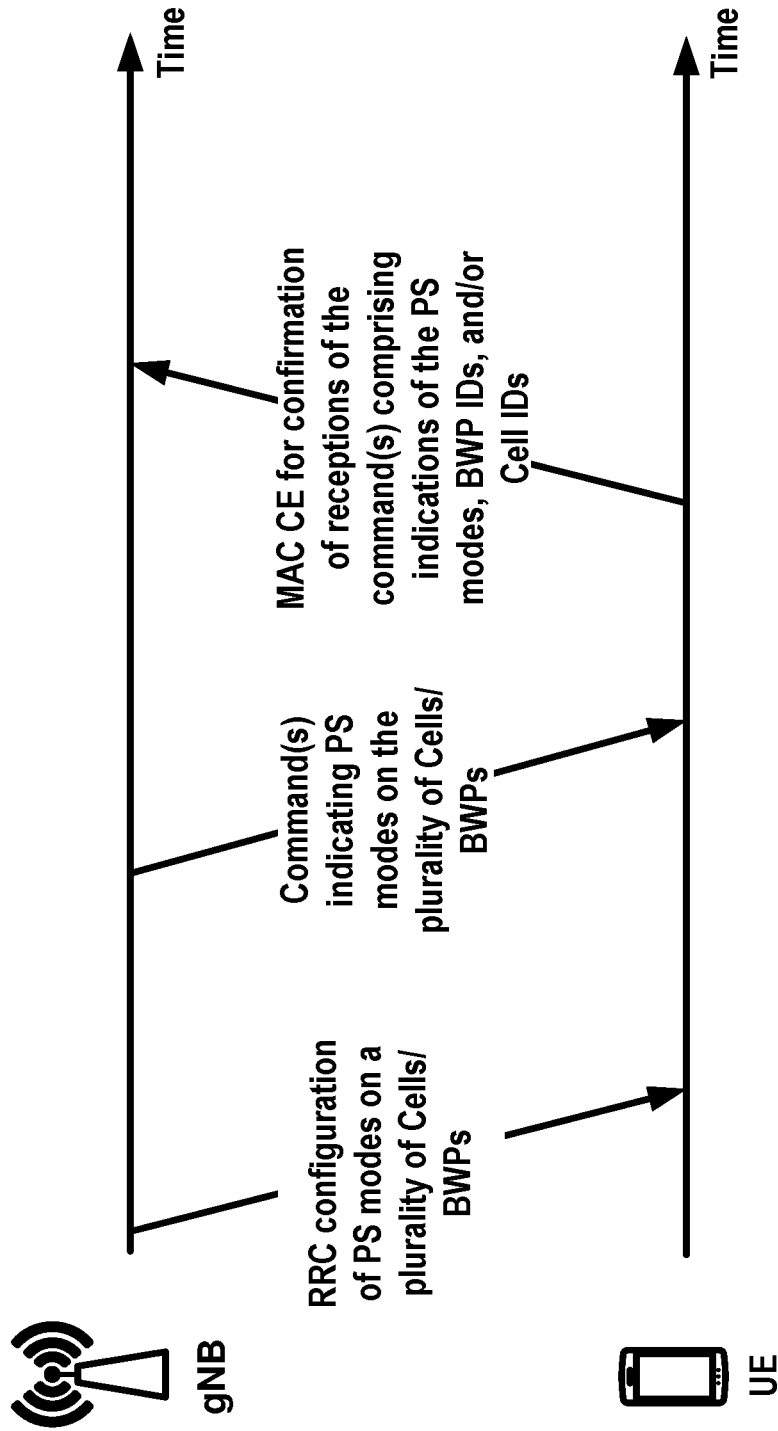 gNB
Time
RRC configuration
of PS modes on a
plurality of Cells/
BWPs
Command(s)
indicating PS
modes on the
plurality of Cells/
BWPs
MAC CE for confirmation
of receptions of the
command(s) comprising
indications of the PS
modes, BWP IDs, and/or
Cell IDs
UE
Time